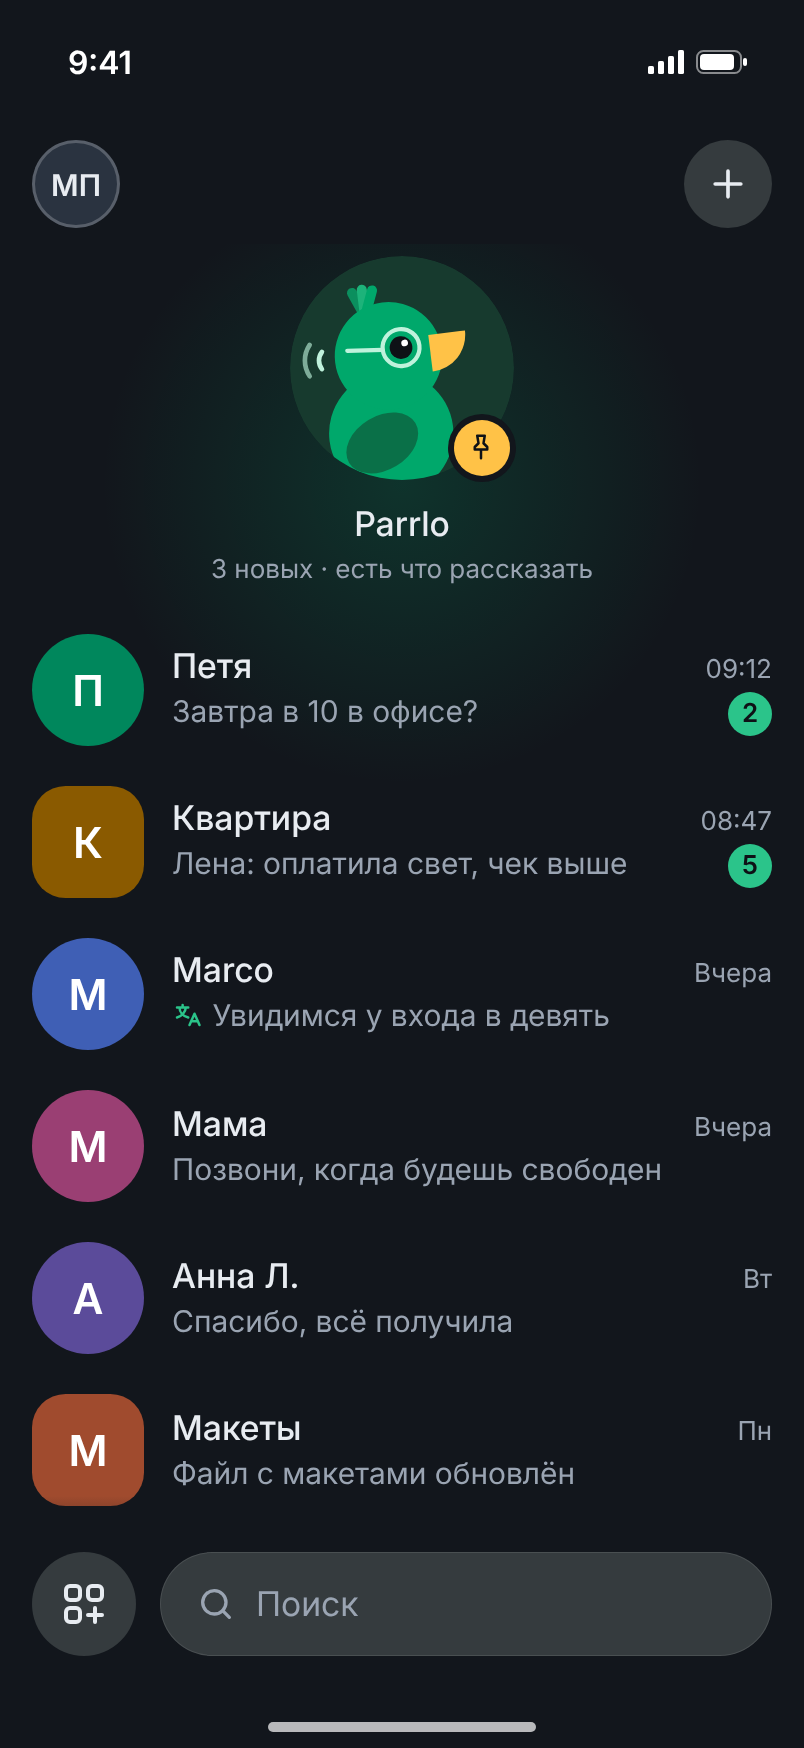 9:41
МП
Parrlo
3 новых · есть что рассказать
П
Петя
09:12
Завтра в 10 в офисе?
2
К
Квартира
08:47
Лена: оплатила свет, чек выше
5
M
Marco
Вчера
Увидимся у входа в девять
М
Мама
Вчера
Позвони, когда будешь свободен
А
Анна Л.
Вт
Спасибо, всё получила
М
Макеты
Пн
Файл с макетами обновлён
Поиск